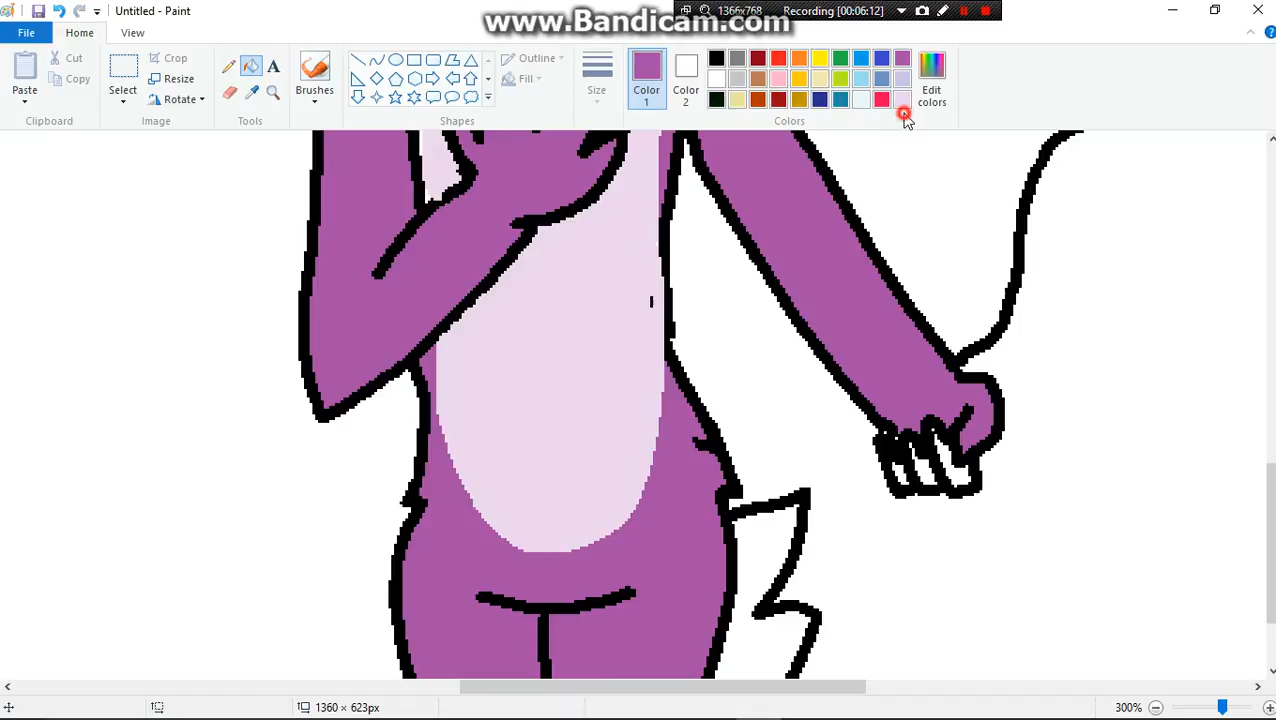 Untitled - Paint
www.Bandicam.com
1366x768
Recording [00:06:12]
File
Home
View
Paste
Cut
Copy
Clipboard
Select
Crop
Resize
Rotate
Image
A
Tools
Brushes
Outline
Fill
Shapes
Size
Color
1
Color
2
Colors
Edit
colors
1360 × 623px
300%